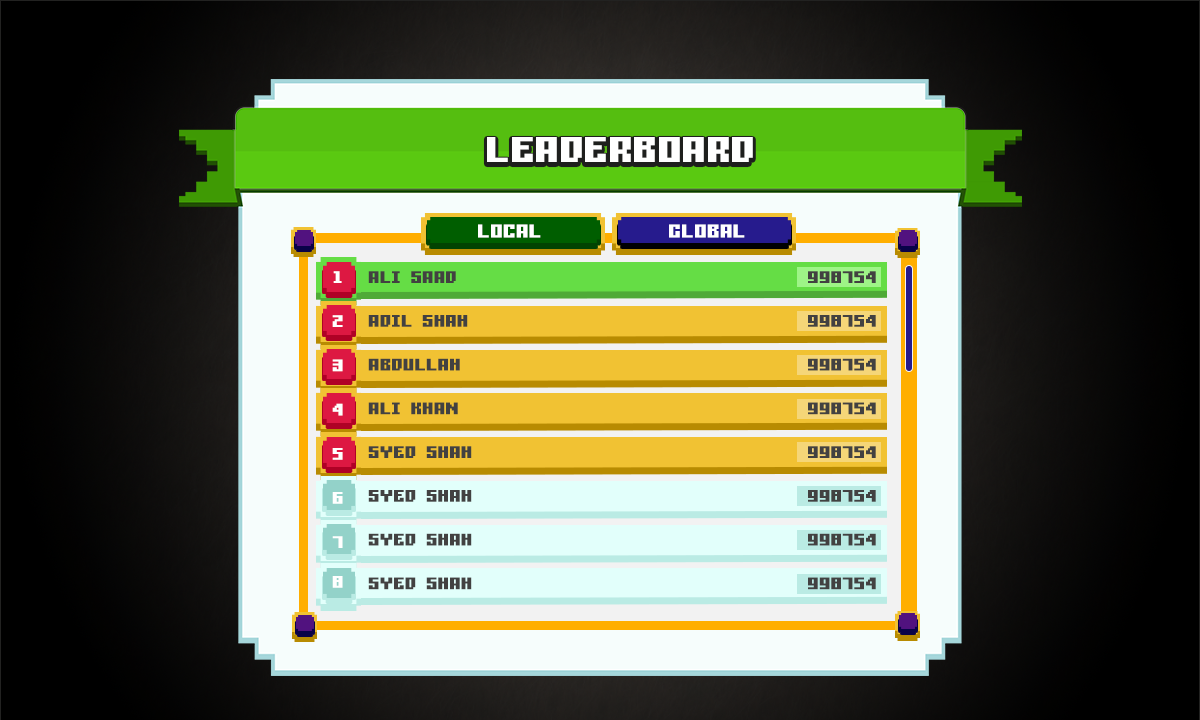 LEADERBOARD
LOCAL GLOBAL
1 ALI SAAD 998754
2 ADIL SHAH 998754
3 ABDULLAH 998754
4 ALI KHAN 998754
5 SYED SHAH 998754
6 SYED SHAH 998754
7 SYED SHAH 998754
8 SYED SHAH 998754